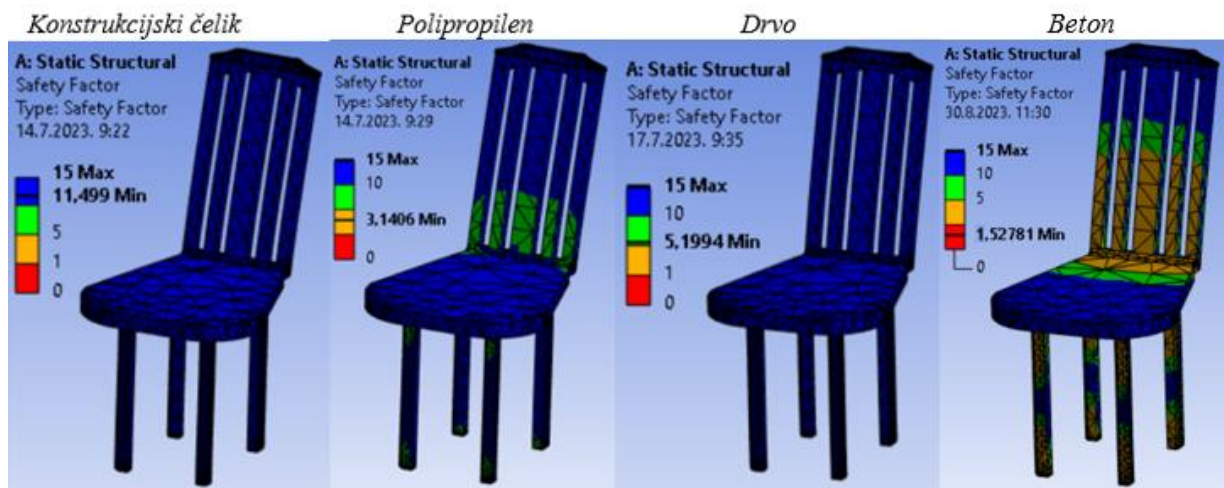 Konstrukcijski čelik
A: Static Structural
Safety Factor
Type: Safety Factor
14.7.2023. 9:22
15 Max
11,499 Min
5
1
0
Polipropilen
A: Static Structural
Safety Factor
Type: Safety Factor
14.7.2023. 9:29
15 Max
10
3,1406 Min
0
Drvo
A: Static Structural
Safety Factor
Type: Safety Factor
17.7.2023. 9:35
15 Max
10
5,1994 Min
1
0
Beton
A: Static Structural
Safety Factor
Type: Safety Factor
30.8.2023. 11:30
15 Max
10
5
1,52781 Min
0